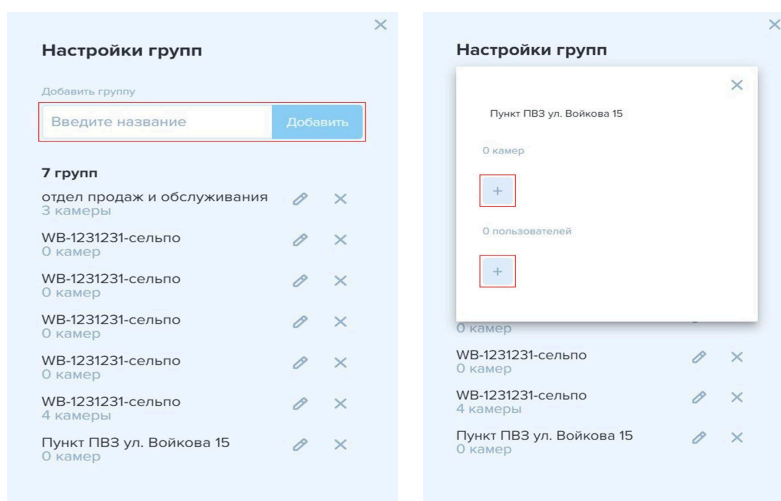 Настройки групп
Добавить группу
Введите название
Добавить
7 групп
отдел продаж и обслуживания
3 камеры
WB-1231231-сельпо
0 камер
WB-1231231-сельпо
0 камер
WB-1231231-сельпо
0 камер
WB-1231231-сельпо
0 камер
WB-1231231-сельпо
4 камеры
Пункт ПВЗ ул. Войкова 15
0 камер
Настройки групп
Пункт ПВЗ ул. Войкова 15
0 камер
+
0 пользователей
+
0 камер
WB-1231231-сельпо
0 камер
WB-1231231-сельпо
4 камеры
Пункт ПВЗ ул. Войкова 15
0 камер